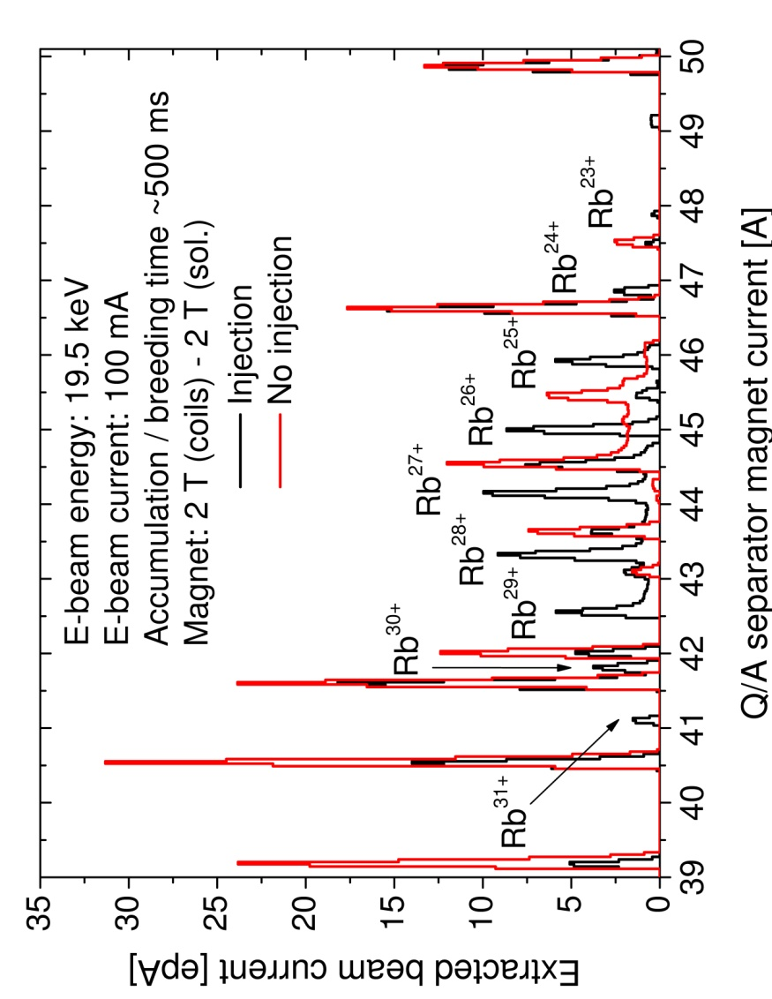 E-beam energy: 19.5 keV
E-beam current: 100 mA
Accumulation / breeding time ~500 ms
Magnet: 2 T (coils) - 2 T (sol.)
Injection
No injection
Rb31+
Rb30+
Rb29+
Rb28+
Rb27+
Rb26+
Rb25+
Rb24+
Rb23+
35
30
25
20
15
10
5
0
Extracted beam current [epA]
39 40 41 42 43 44 45 46 47 48 49 50
Q/A separator magnet current [A]